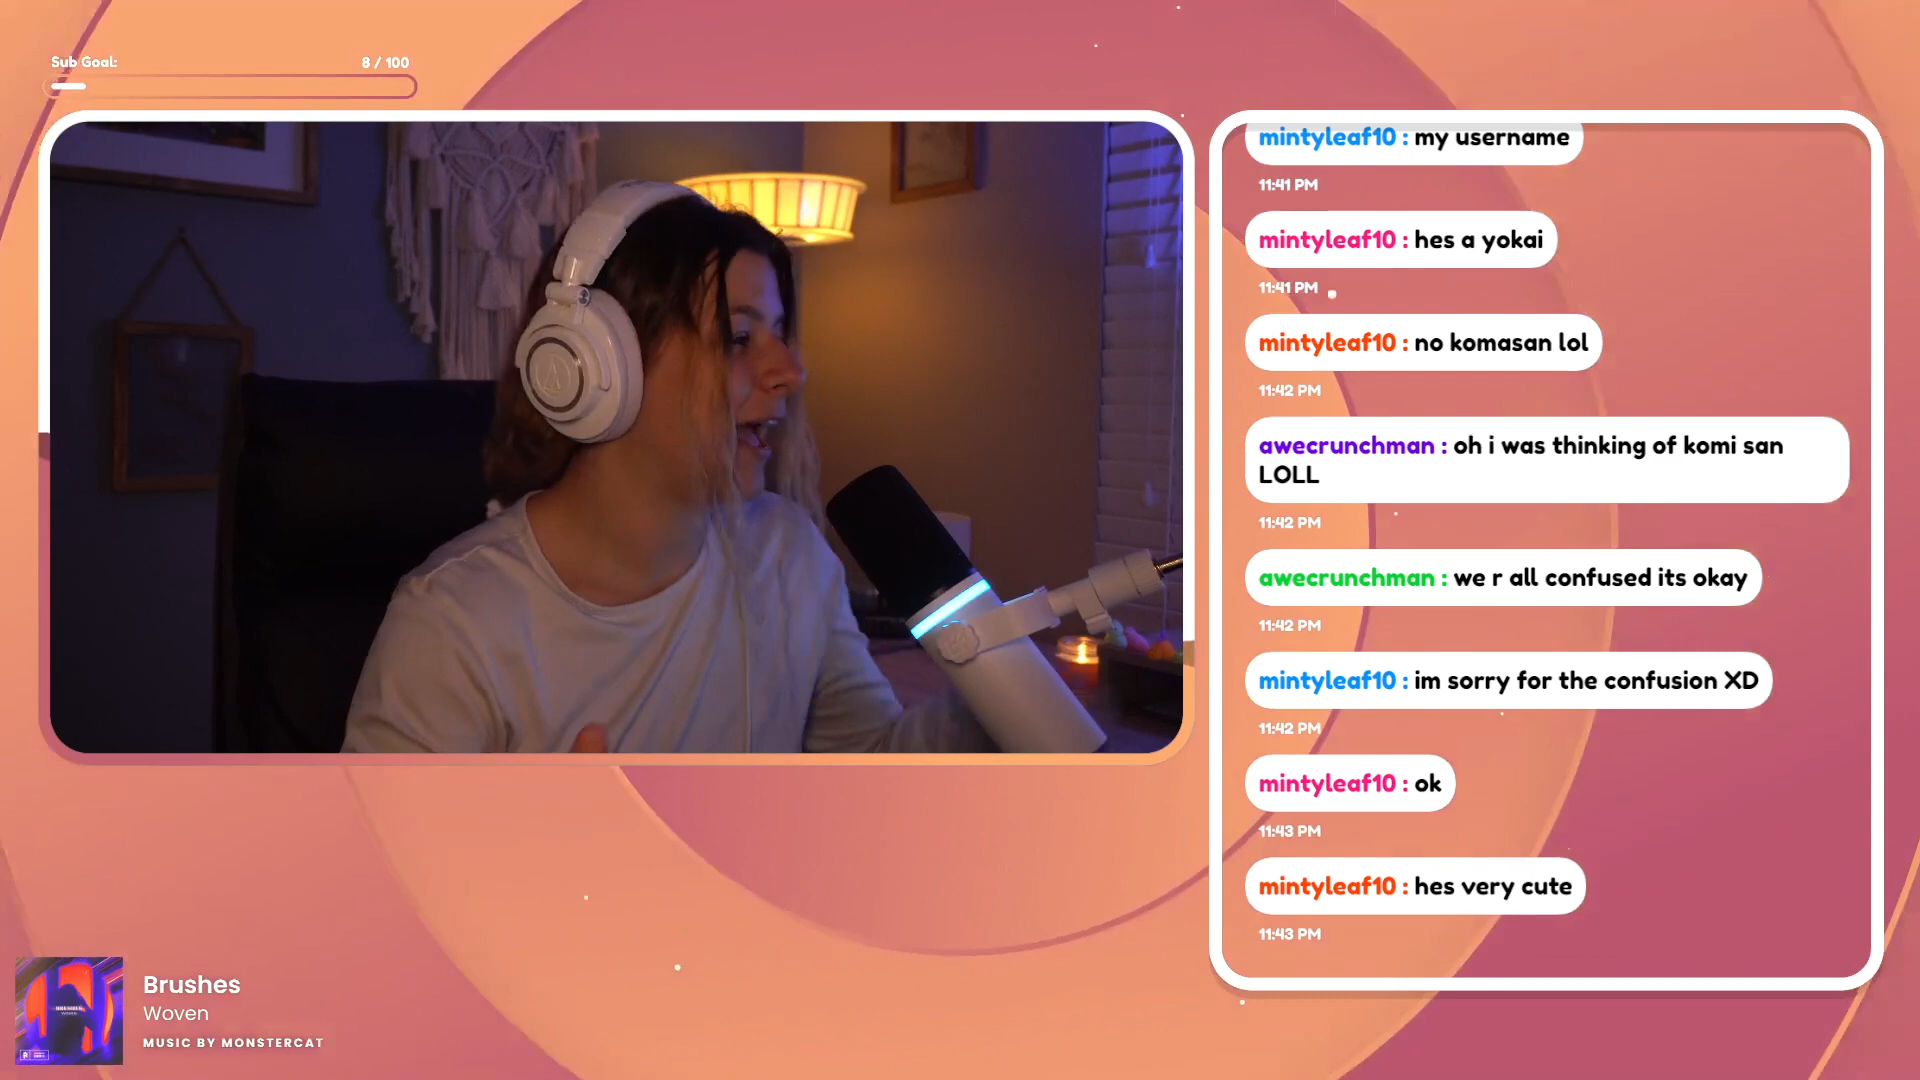 Sub Goal: 8 / 100
mintyleaf10 : my username
11:41 PM
mintyleaf10 : hes a yokai
11:41 PM
mintyleaf10 : no komasan lol
11:42 PM
awecrunchman : oh i was thinking of komi san
LOLL
11:42 PM
awecrunchman : we r all confused its okay
11:42 PM
mintyleaf10 : im sorry for the confusion XD
11:42 PM
mintyleaf10 : ok
11:43 PM
mintyleaf10 : hes very cute
11:43 PM
Brushes
Woven
MUSIC BY MONSTERCAT